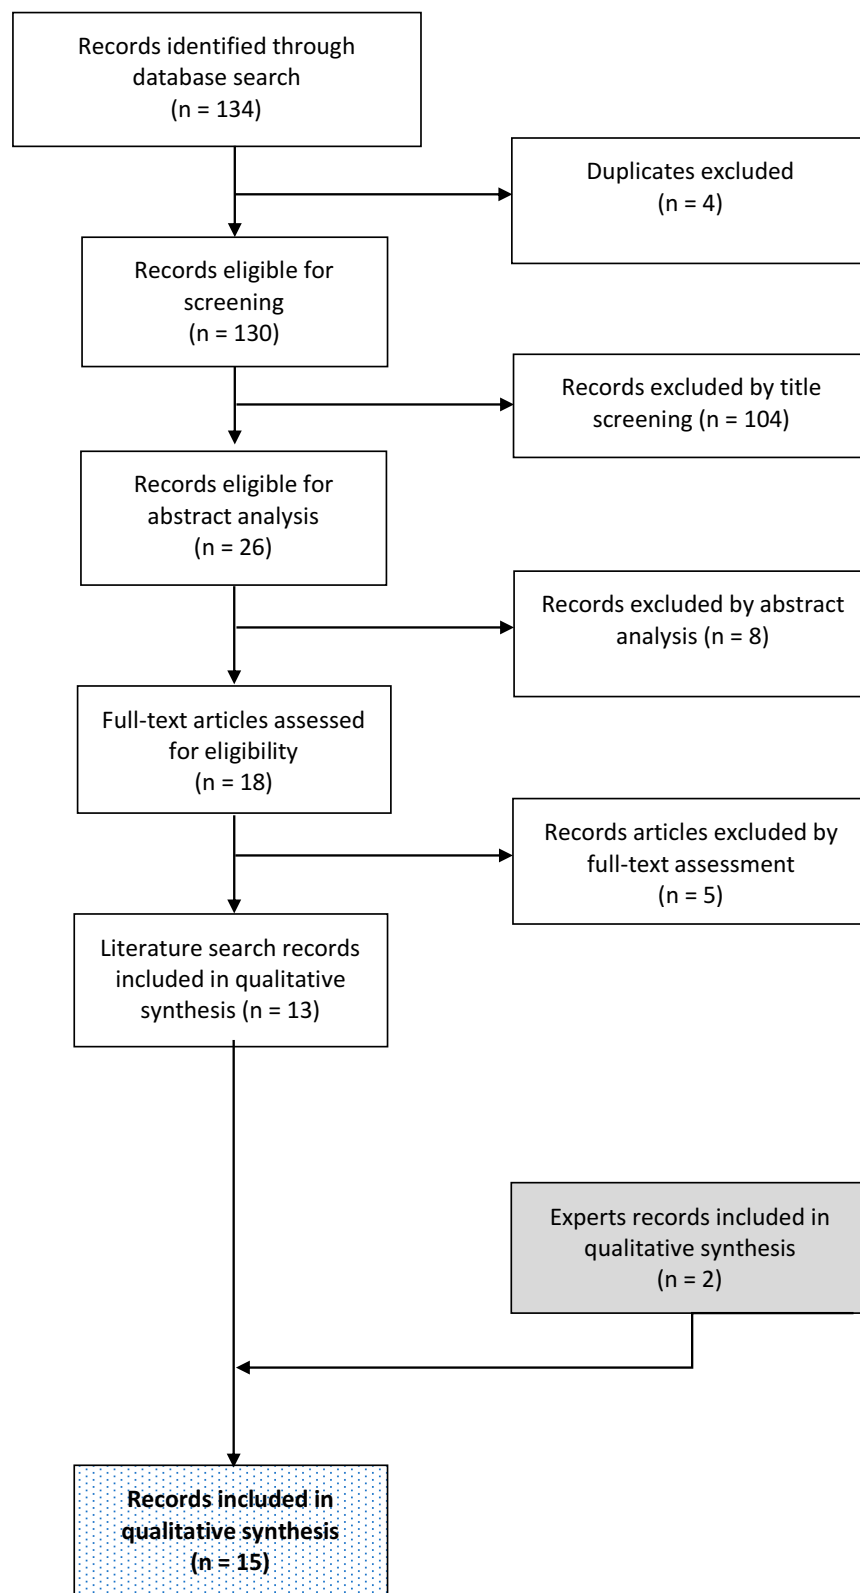 Records identified through
database search
(n = 134)
Duplicates excluded
(n = 4)
Records eligible for
screening
(n = 130)
Records excluded by title
screening (n = 104)
Records eligible for
abstract analysis
(n = 26)
Records excluded by abstract
analysis (n = 8)
Full-text articles assessed
for eligibility
(n = 18)
Records articles excluded by
full-text assessment
(n = 5)
Literature search records
included in qualitative
synthesis (n = 13)
Experts records included in
qualitative synthesis
(n = 2)
Records included in
qualitative synthesis
(n = 15)